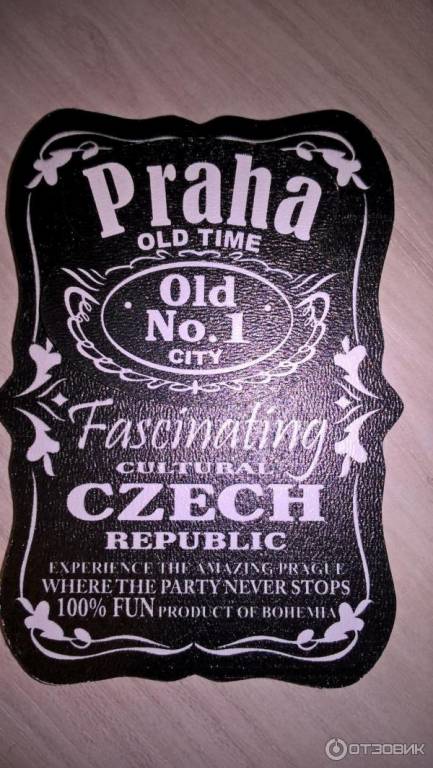 Praha
OLD TIME
Old
No.1
CITY
Fascinating
CULTURAL
CZECH
REPUBLIC
EXPERIENCE THE AMAZING PRAGUE
WHERE THE PARTY NEVER STOPS
100% FUN PRODUCT OF BOHEMIA
ОТЗОВИК